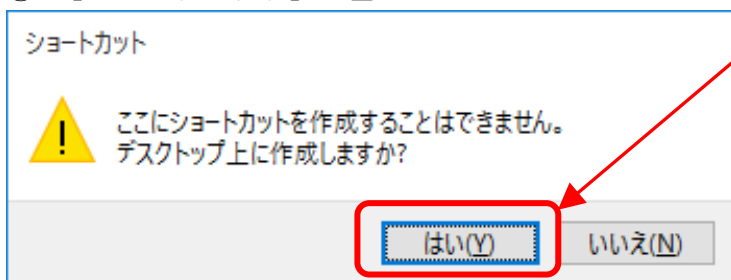 ショートカット
ここにショートカットを作成することはできません。
デスクトップ上に作成しますか?
はい(Y)
いいえ(N)